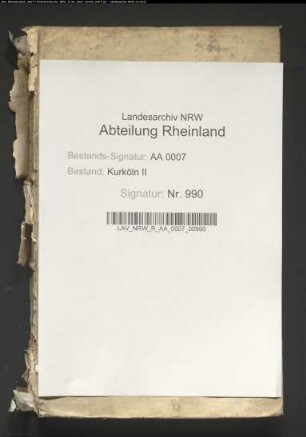 Landesarchiv NRW
Abteilung Rheinland
Bestands-Signatur: AA 0007
Bestand: Kurköln II
Signatur: Nr. 990
LAV_NRW_R_AA_0007_00990